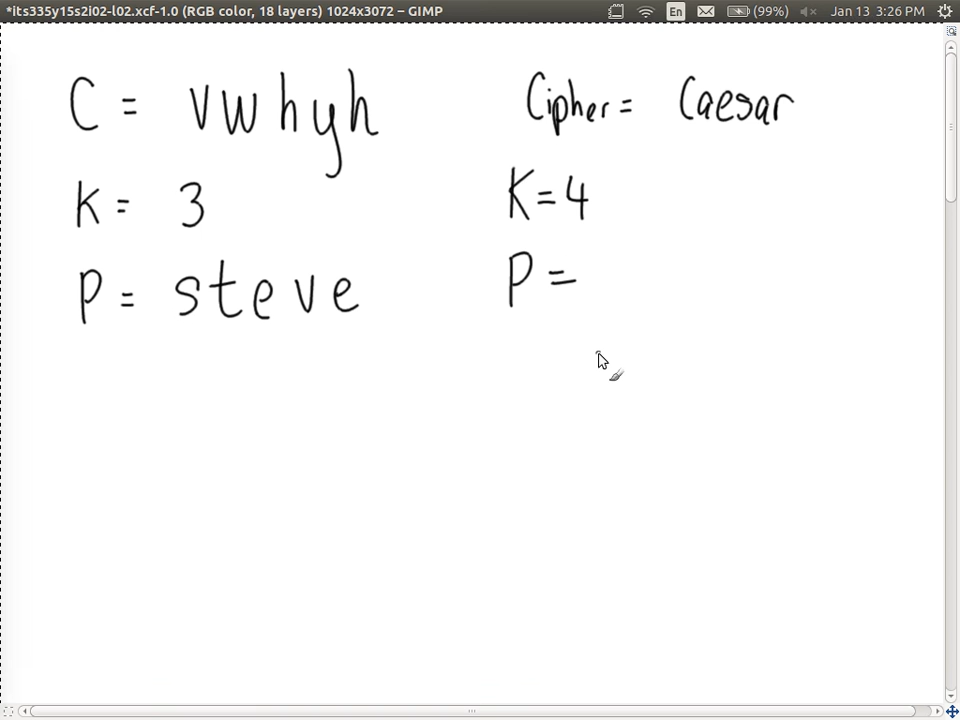 *its335y15s2i02-l02.xcf-1.0 (RGB color, 18 layers) 1024x3072 – GIMP En (99%) Jan 13 3:26 PM
C = vwhyh
K = 3
P = steve
Cipher = Caesar
K = 4
P =